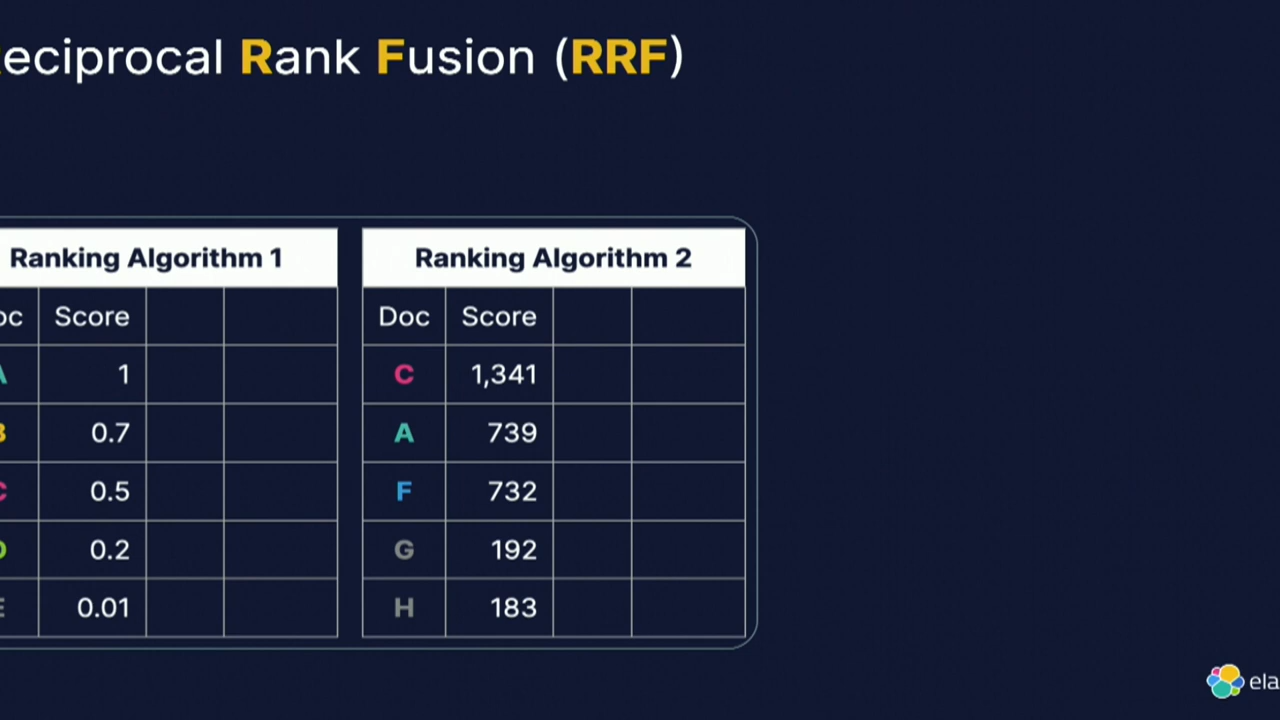 eciprocal Rank Fusion (RRF)
Ranking Algorithm 1
oc Score
A 1
B 0.7
C 0.5
D 0.2
E 0.01
Ranking Algorithm 2
Doc Score
C 1,341
A 739
F 732
G 192
H 183
ela